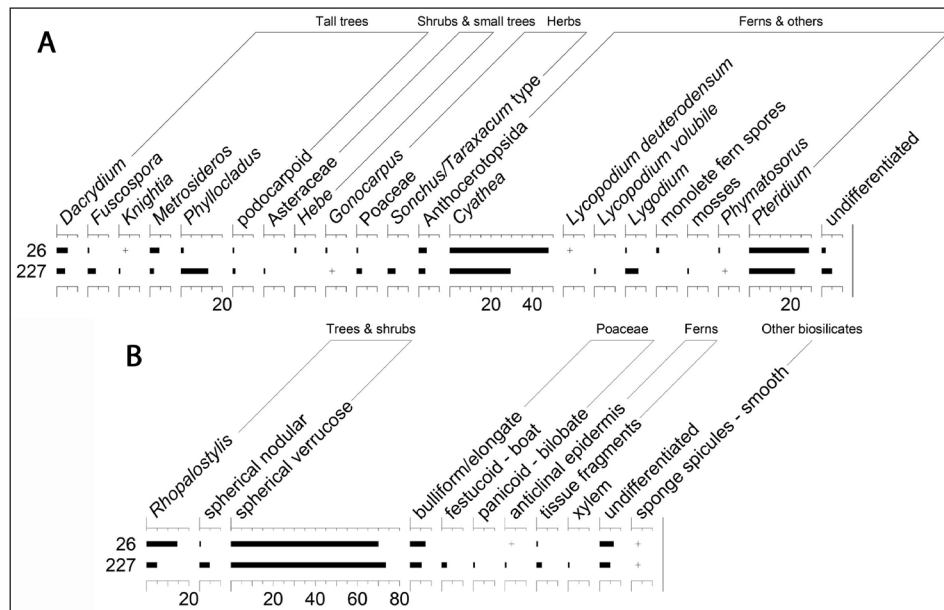 A
Tall trees Shrubs & small trees Herbs Ferns & others
Dacrydium
Fuscospora
Knightia
Metrosideros
Phyllocladus
podocarpoid
Asteraceae
Hebe
Gonocarpus
Poaceae
Sonchus/Taraxacum type
Anthocerotopsida
Cyathea
Lycopodium deuterodensum
Lycopodium volubile
Lygodium
monolete fern spores
mosses
Phymatosorus
Pteridium
undifferentiated
26
227
20 20 40 20
B
Trees & shrubs Poaceae Ferns Other biosilicates
Rhopalostylis
spherical nodular
spherical verrucose
bulliform/elongate
festucoid - boat
panicoid - bilobate
anticlinal epidermis
tissue fragments
xylem
undifferentiated
sponge spicules - smooth
26
227
20 20 40 60 80